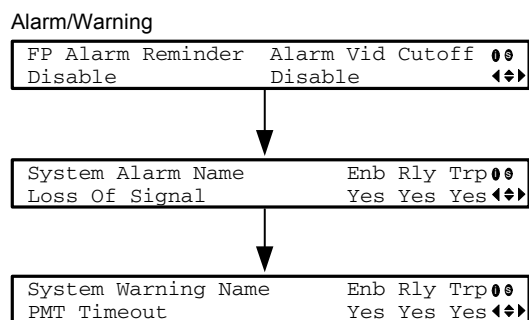 Alarm/Warning
FP Alarm Reminder Alarm Vid Cutoff
Disable Disable
System Alarm Name Enb Rly Trp
Loss Of Signal Yes Yes Yes
System Warning Name Enb Rly Trp
PMT Timeout Yes Yes Yes